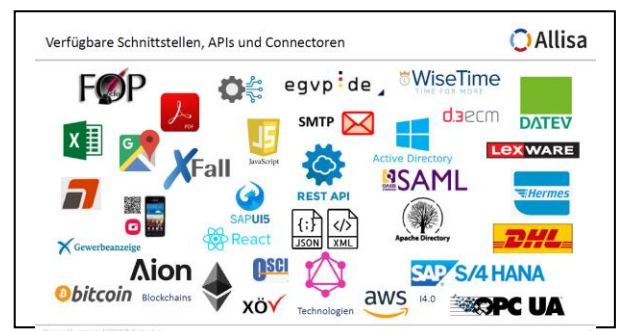 Verfügbare Schnittstellen, APIs und Connectoren
Allisa
FOP
PDF
egvp de
WiseTime
TIME FOR MORE
SMTP
d.3ecm
DATEV
X
G
XFall
JS
JavaScript
Active Directory
LEXWARE
REST API
SAML
Hermes
SAPUI5
React
{:}
JSON
</>
XML
Apache Directory
DHL
Gewerbeanzeige
Aion
Blockchains
bitcoin
OSCI
XÖV
Technologien
aws
I4.0
SAP S/4 HANA
OPC UA